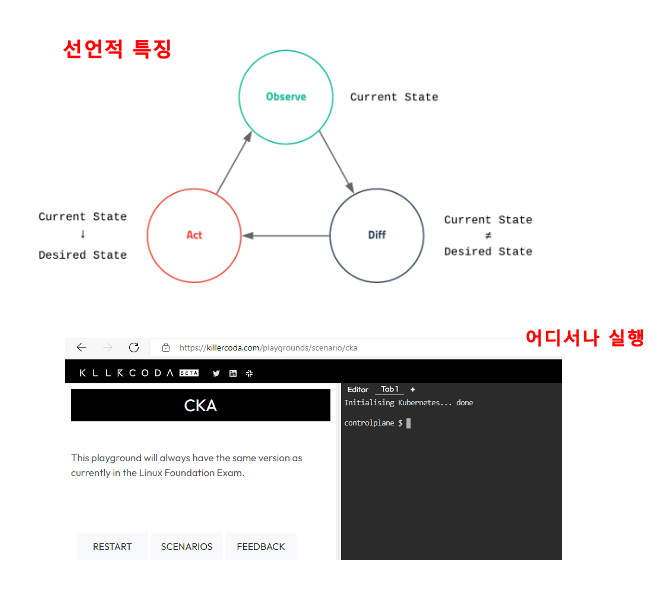 선언적 특징
Observe
Current State
Current State
↓
Desired State
Act
Diff
Current State
≠
Desired State
어디서나 실행
https://killercoda.com/playgrounds/scenario/cka
KLLRCODA BETA
Editor Tab1 +
CKA
Initialising Kubernetes... done
controlplane $
This playground will always have the same version as
currently in the Linux Foundation Exam.
RESTART SCENARIOS FEEDBACK